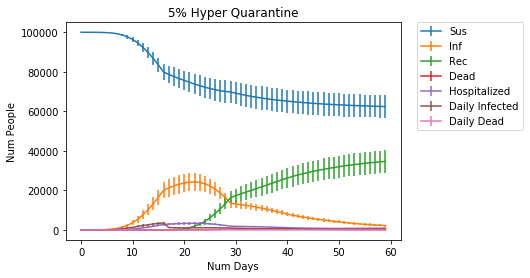 5% Hyper Quarantine
100000
80000
60000
40000
20000
0
Num People
0 10 20 30 40 50 60
Num Days
Sus
Inf
Rec
Dead
Hospitalized
Daily Infected
Daily Dead